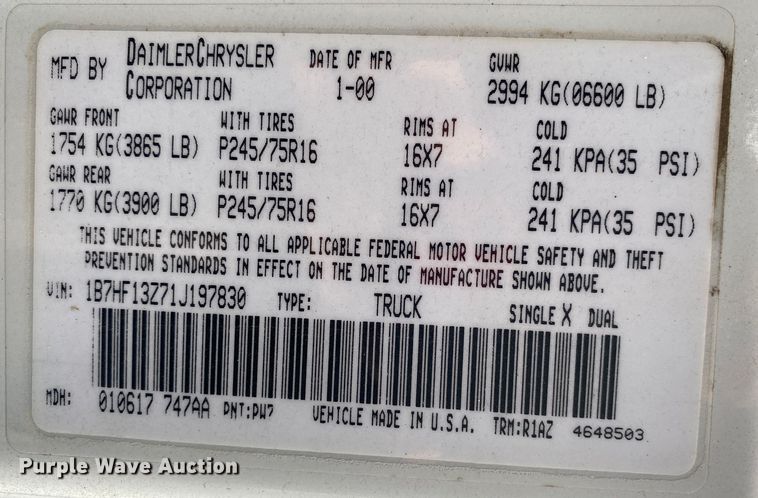 MFD BY DAIMLERCHRYSLER CORPORATION DATE OF MFR 1-00 GVWR 2994 KG(06600 LB)
GAWR FRONT WITH TIRES RIMS AT COLD
1754 KG(3865 LB) P245/75R16 16X7 241 KPA(35 PSI)
GAWR REAR WITH TIRES RIMS AT COLD
1770 KG(3900 LB) P245/75R16 16X7 241 KPA(35 PSI)
THIS VEHICLE CONFORMS TO ALL APPLICABLE FEDERAL MOTOR VEHICLE SAFETY AND THEFT
PREVENTION STANDARDS IN EFFECT ON THE DATE OF MANUFACTURE SHOWN ABOVE.
VIN: 1B7HF13Z71J197830 TYPE: TRUCK SINGLE X DUAL
MDH: 010617 747AA PNT:PW7 VEHICLE MADE IN U.S.A. TRM:R1AZ 4648503
Purple Wave Auction